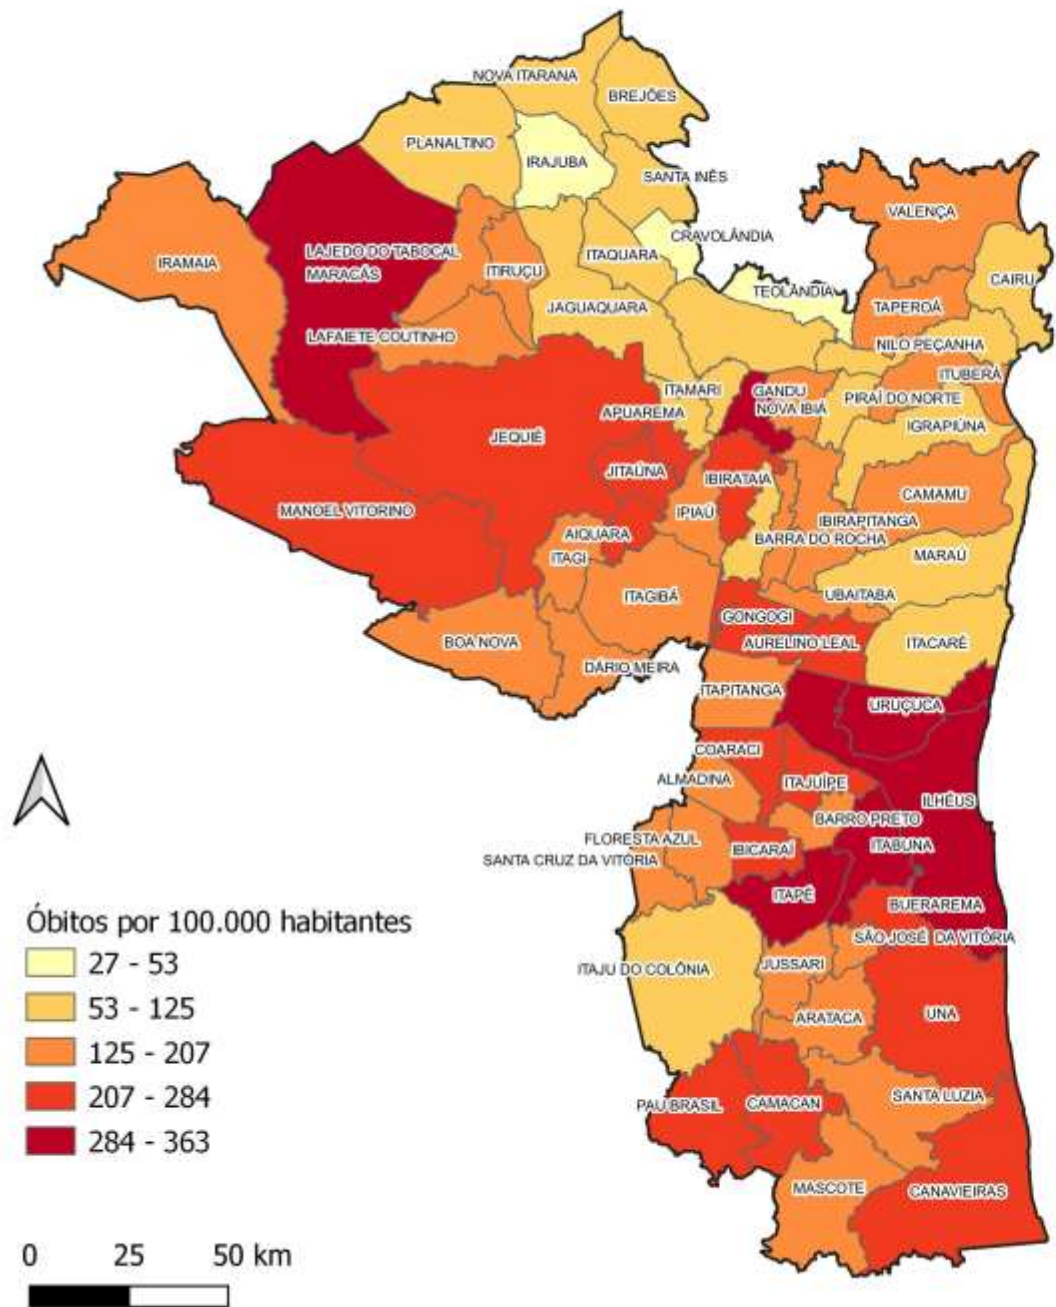 NOVA ITARANA
BREJÕES
PLANALTINO
IRAJUBA
SANTA INÊS
VALENÇA
CRAVOLÂNDIA
LAJEDO DO TABOCAL
ITAQUARA
IRAMAIA
ITIRUÇU
MARACÁS
CAIRU
TEOLÂNDIA
JAGUAQUARA
TAPEROÁ
LAFAIETE COUTINHO
NILO PEÇANHA
ITUBERÁ
ITAMARI
GANDU
PIRAÍ DO NORTE
APUAREMA
NOVA IBIÁ
IGRAPIÚNA
JEQUIÉ
JITAÚNA
IBIRATAIA
CAMAMU
MANOEL VITORINO
IPIAÚ
IBIRAPITANGA
AIQUARA
BARRA DO ROCHA
ITAGI
MARAÚ
ITAGIBÁ
UBAITABA
GONGOGI
BOA NOVA
AURELINO LEAL
ITACARÉ
DÁRIO MEIRA
ITAPITANGA
URUÇUCA
COARACI
ALMADINA
ITAJUÍPE
ILHÉUS
BARRO PRETO
FLORESTA AZUL
IBICARAÍ
ITABUNA
SANTA CRUZ DA VITÓRIA
ITAPÉ
BUERAREMA
SÃO JOSÉ DA VITÓRIA
ITAJU DO COLÔNIA
JUSSARI
ARATACA
UNA
SANTA LUZIA
PAU BRASIL
CAMACAN
MASCOTE
CANAVIEIRAS
Óbitos por 100.000 habitantes
27 - 53
53 - 125
125 - 207
207 - 284
284 - 363
0 25 50 km